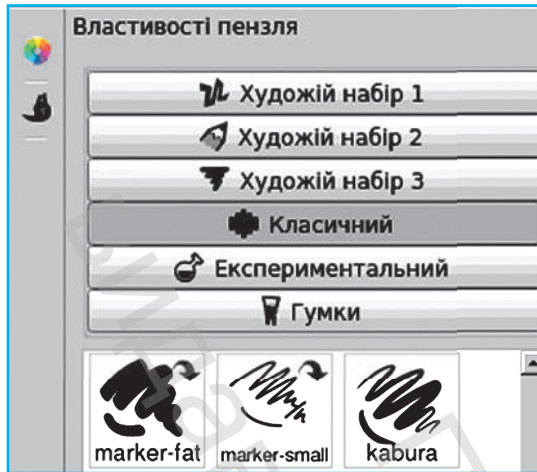 Властивості пензля
Художій набір 1
Художій набір 2
Художій набір 3
Класичний
Експериментальний
Гумки
marker-fat marker-small kabura